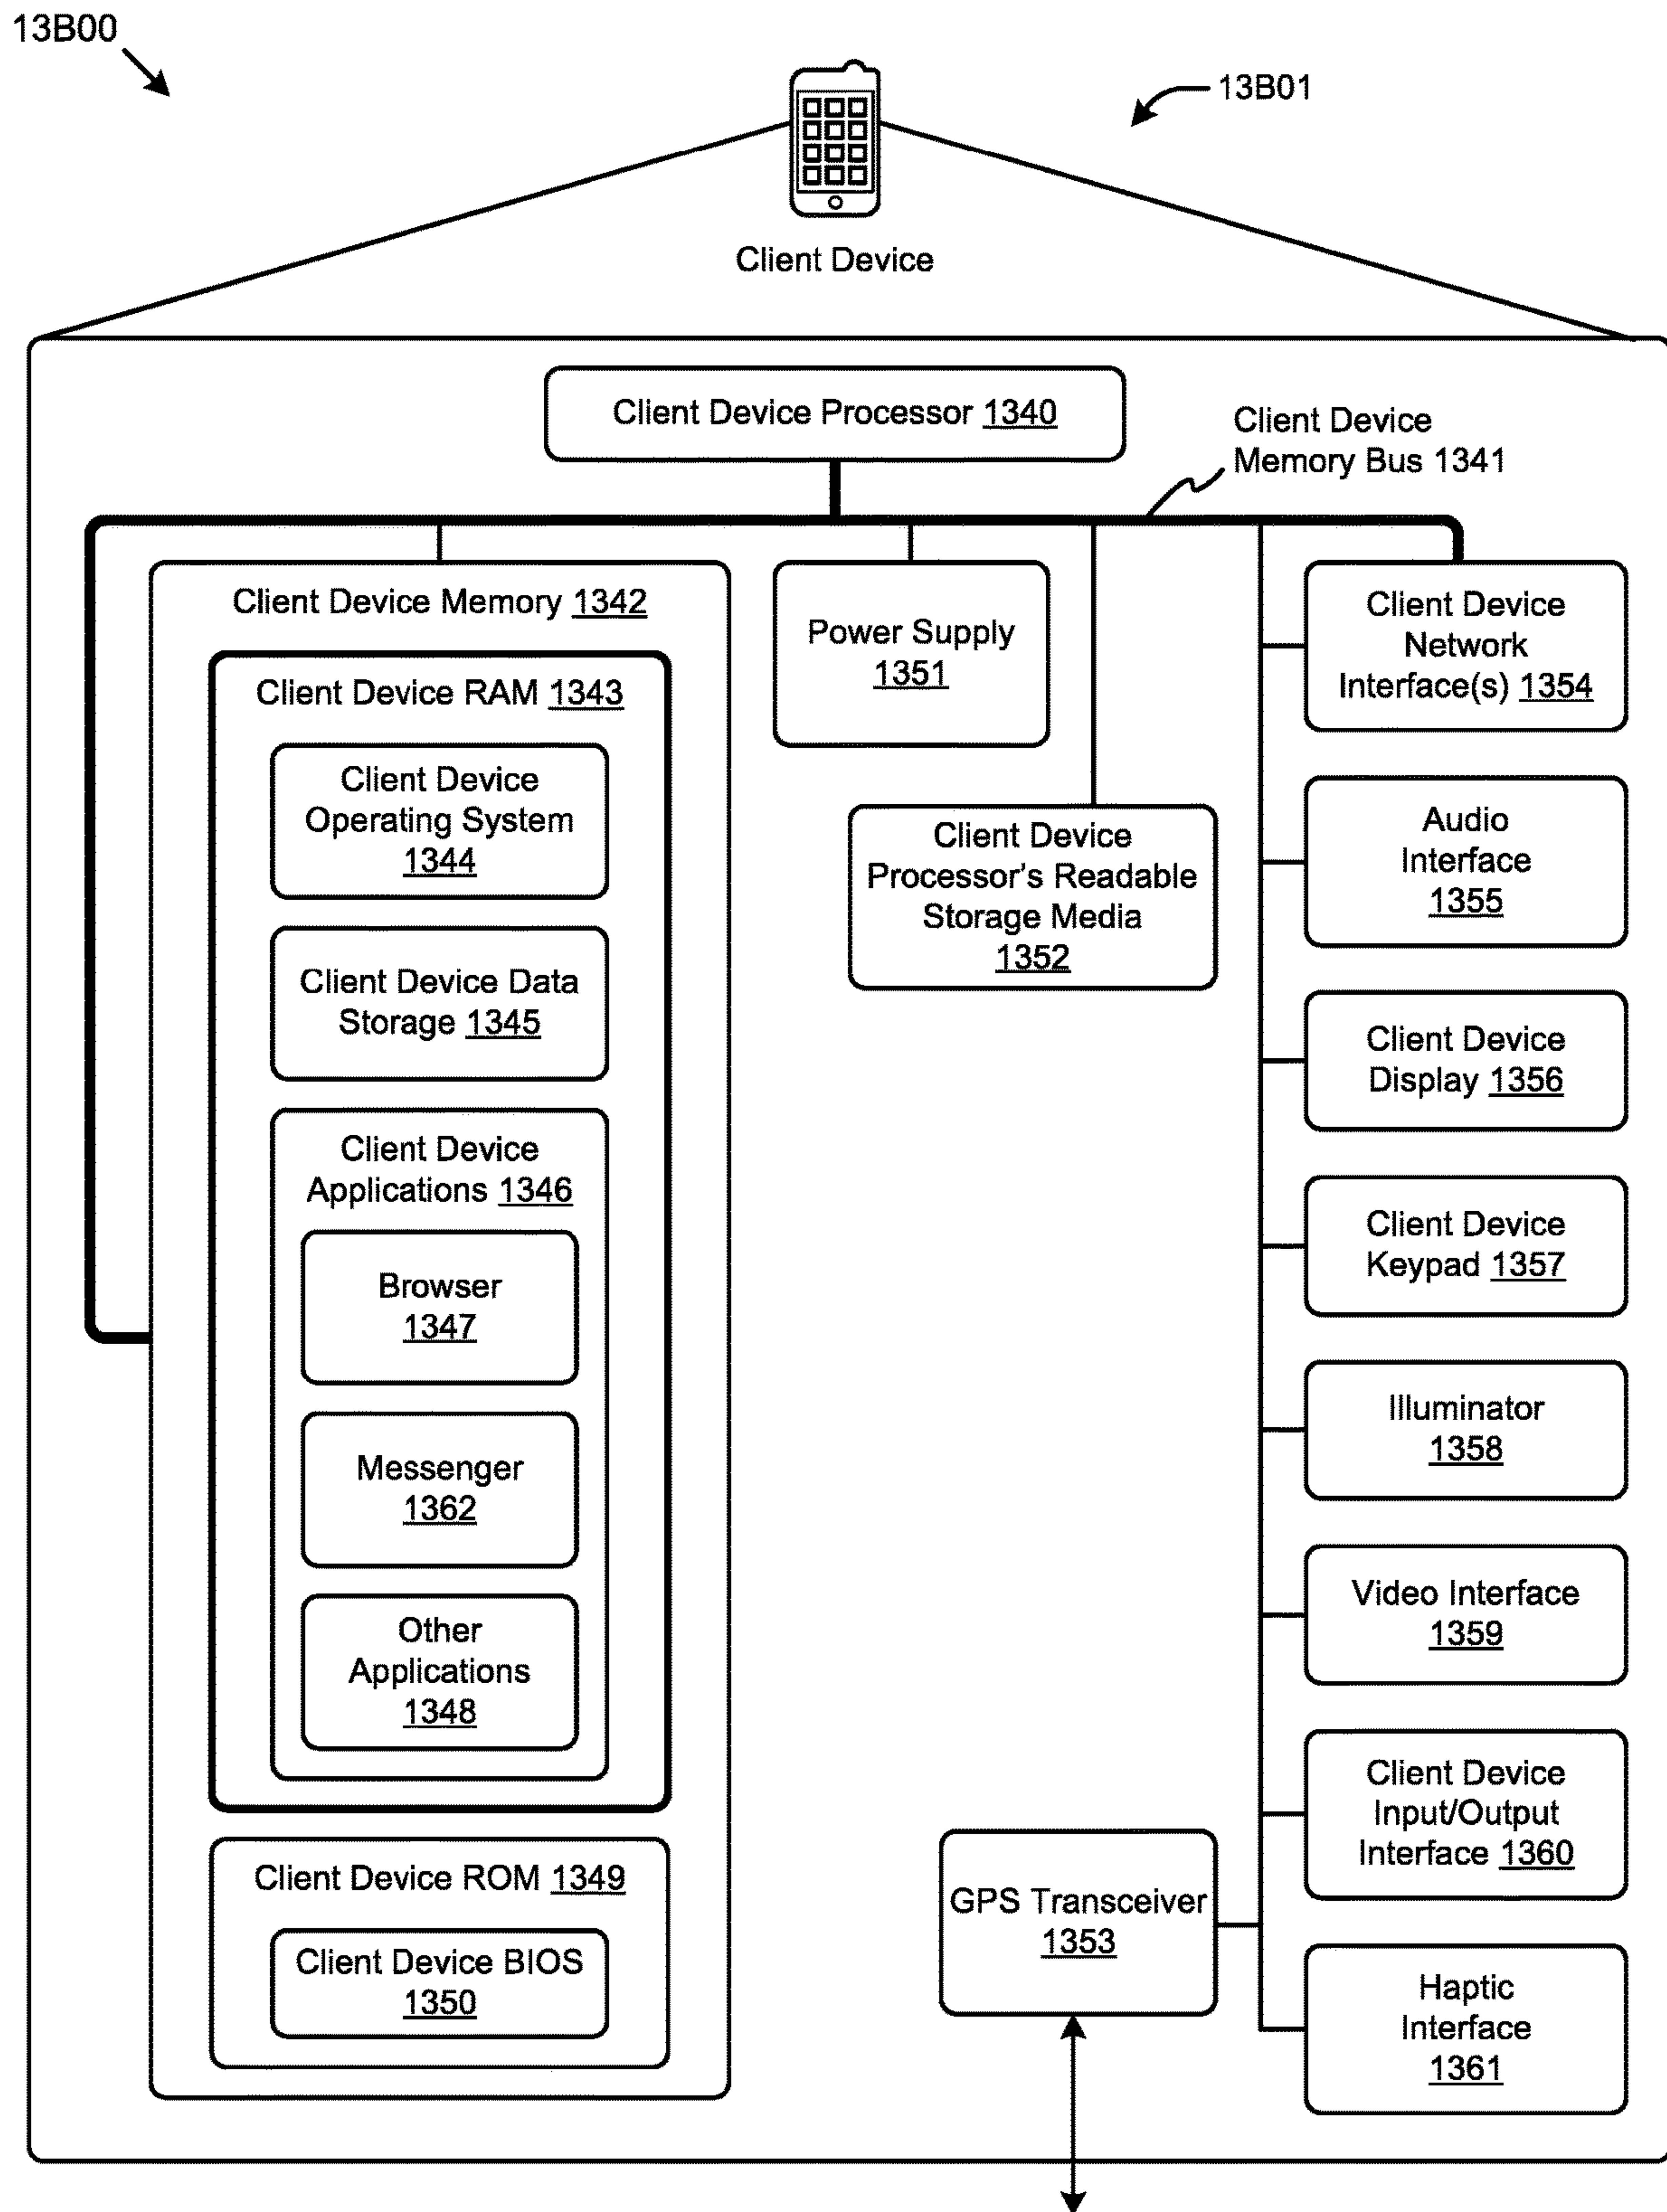 13B00
13B01
Client Device
Client Device Processor 1340
Client Device
Memory Bus 1341
Client Device Memory 1342
Client Device RAM 1343
Client Device
Operating System
1344
Client Device Data
Storage 1345
Client Device
Applications 1346
Browser
1347
Messenger
1362
Other
Applications
1348
Client Device ROM 1349
Client Device BIOS
1350
Power Supply
1351
Client Device
Processor's Readable
Storage Media
1352
GPS Transceiver
1353
Client Device
Network
Interface(s) 1354
Audio
Interface
1355
Client Device
Display 1356
Client Device
Keypad 1357
Illuminator
1358
Video Interface
1359
Client Device
Input/Output
Interface 1360
Haptic
Interface
1361